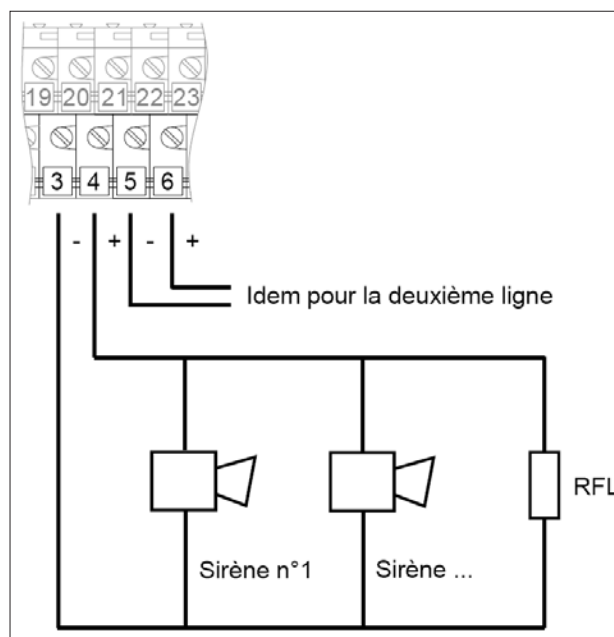 19 20 21 22 23
3 4 5 6
- + - +
Idem pour la deuxième ligne
RFL
Sirène n°1 Sirène ...